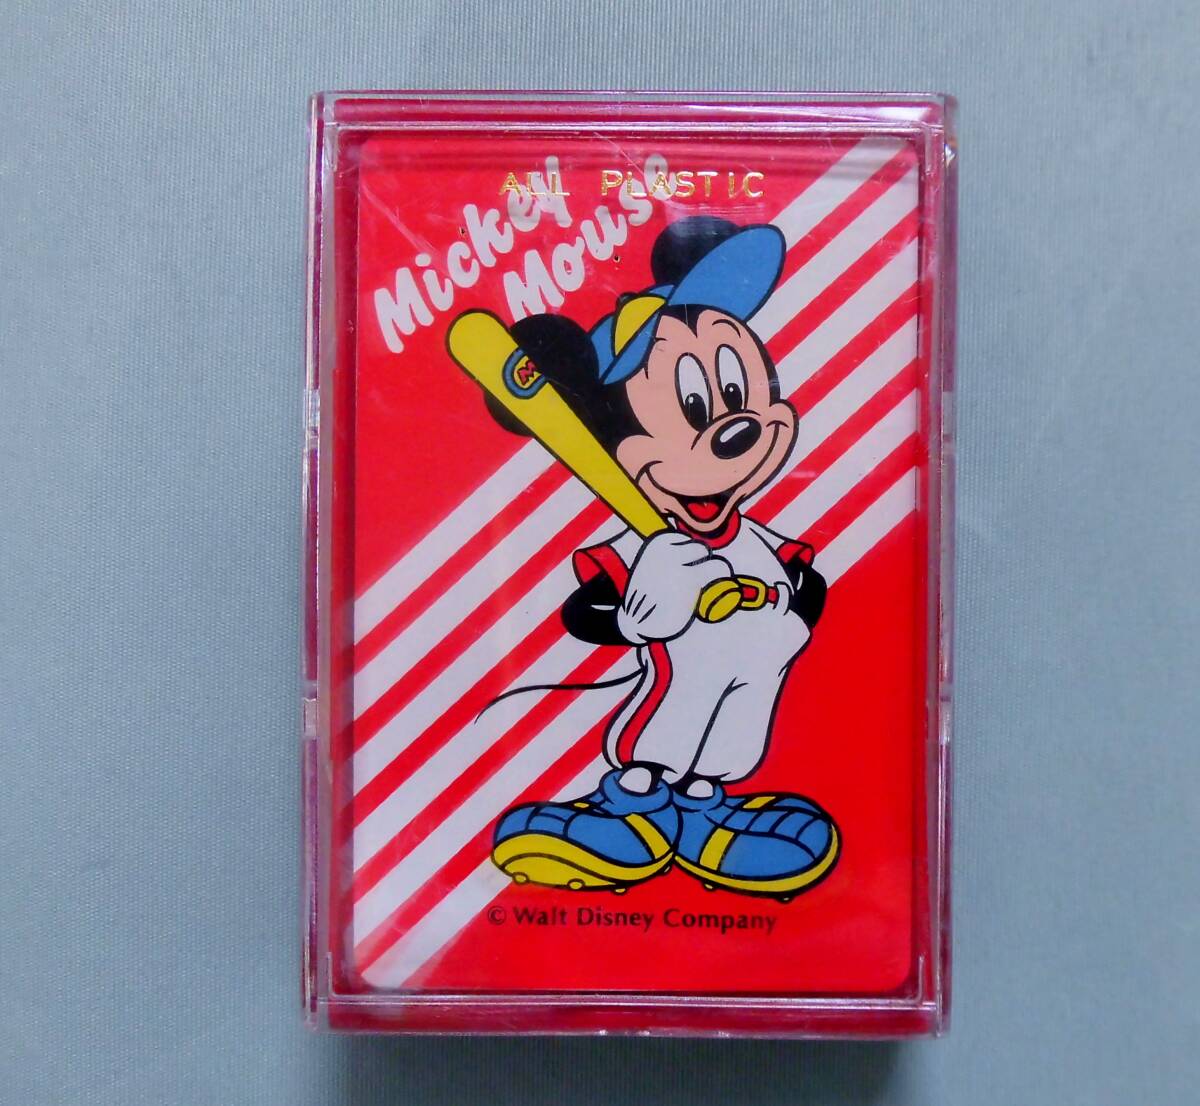 ALL PLASTIC
Mickey
Mouse
M
© Walt Disney Company